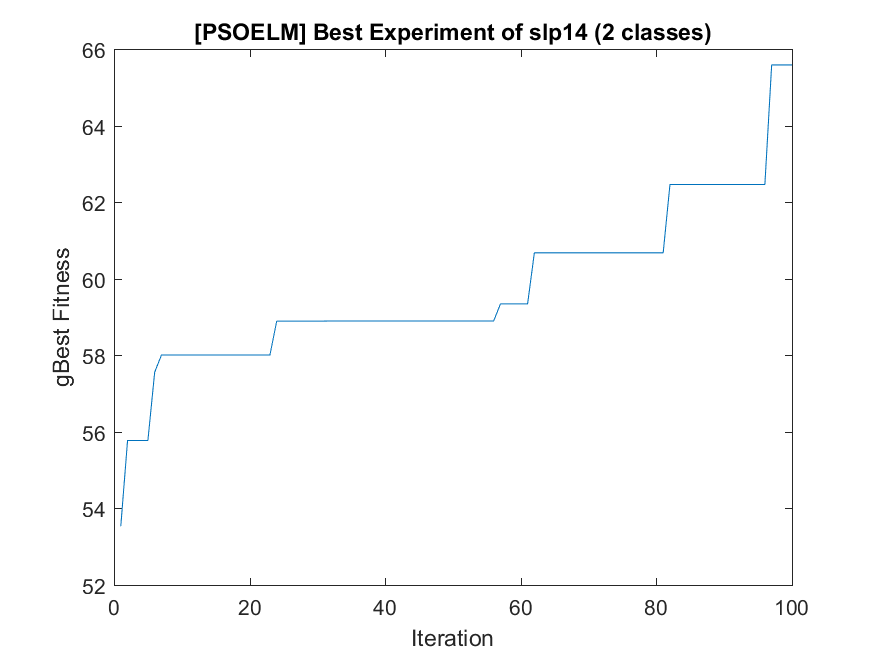 [PSOELM] Best Experiment of slp14 (2 classes)
66
64
62
60
58
56
54
52
gBest Fitness
0 20 40 60 80 100
Iteration